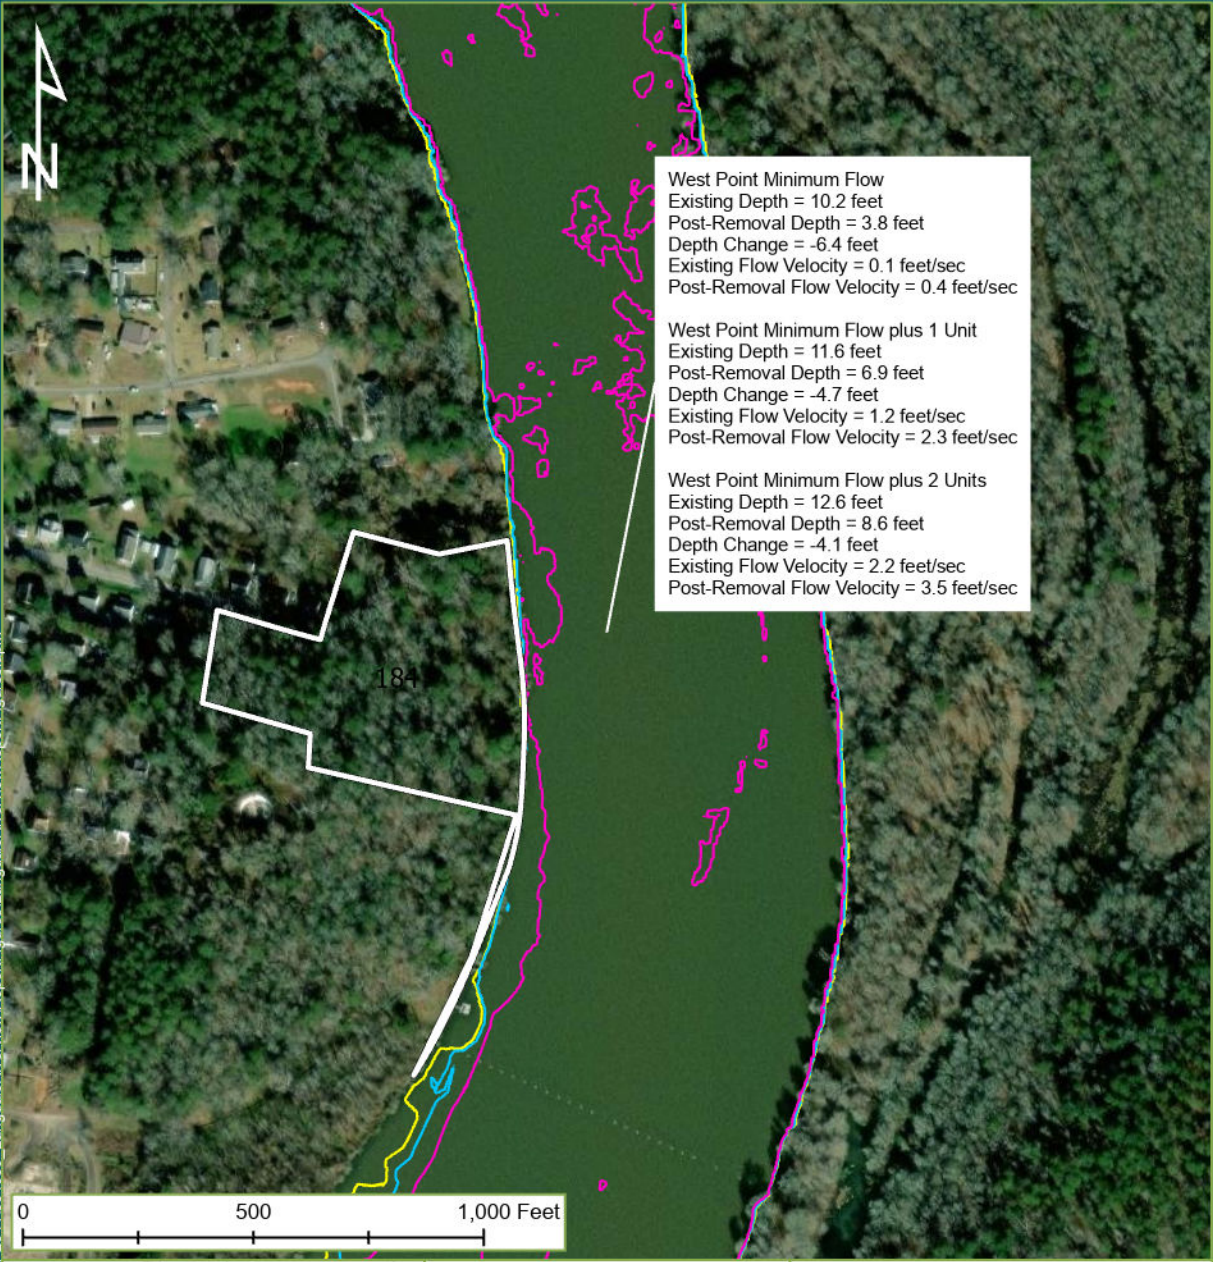 N
West Point Minimum Flow
Existing Depth = 10.2 feet
Post-Removal Depth = 3.8 feet
Depth Change = -6.4 feet
Existing Flow Velocity = 0.1 feet/sec
Post-Removal Flow Velocity = 0.4 feet/sec
West Point Minimum Flow plus 1 Unit
Existing Depth = 11.6 feet
Post-Removal Depth = 6.9 feet
Depth Change = -4.7 feet
Existing Flow Velocity = 1.2 feet/sec
Post-Removal Flow Velocity = 2.3 feet/sec
West Point Minimum Flow plus 2 Units
Existing Depth = 12.6 feet
Post-Removal Depth = 8.6 feet
Depth Change = -4.1 feet
Existing Flow Velocity = 2.2 feet/sec
Post-Removal Flow Velocity = 3.5 feet/sec
184
0 500 1,000 Feet